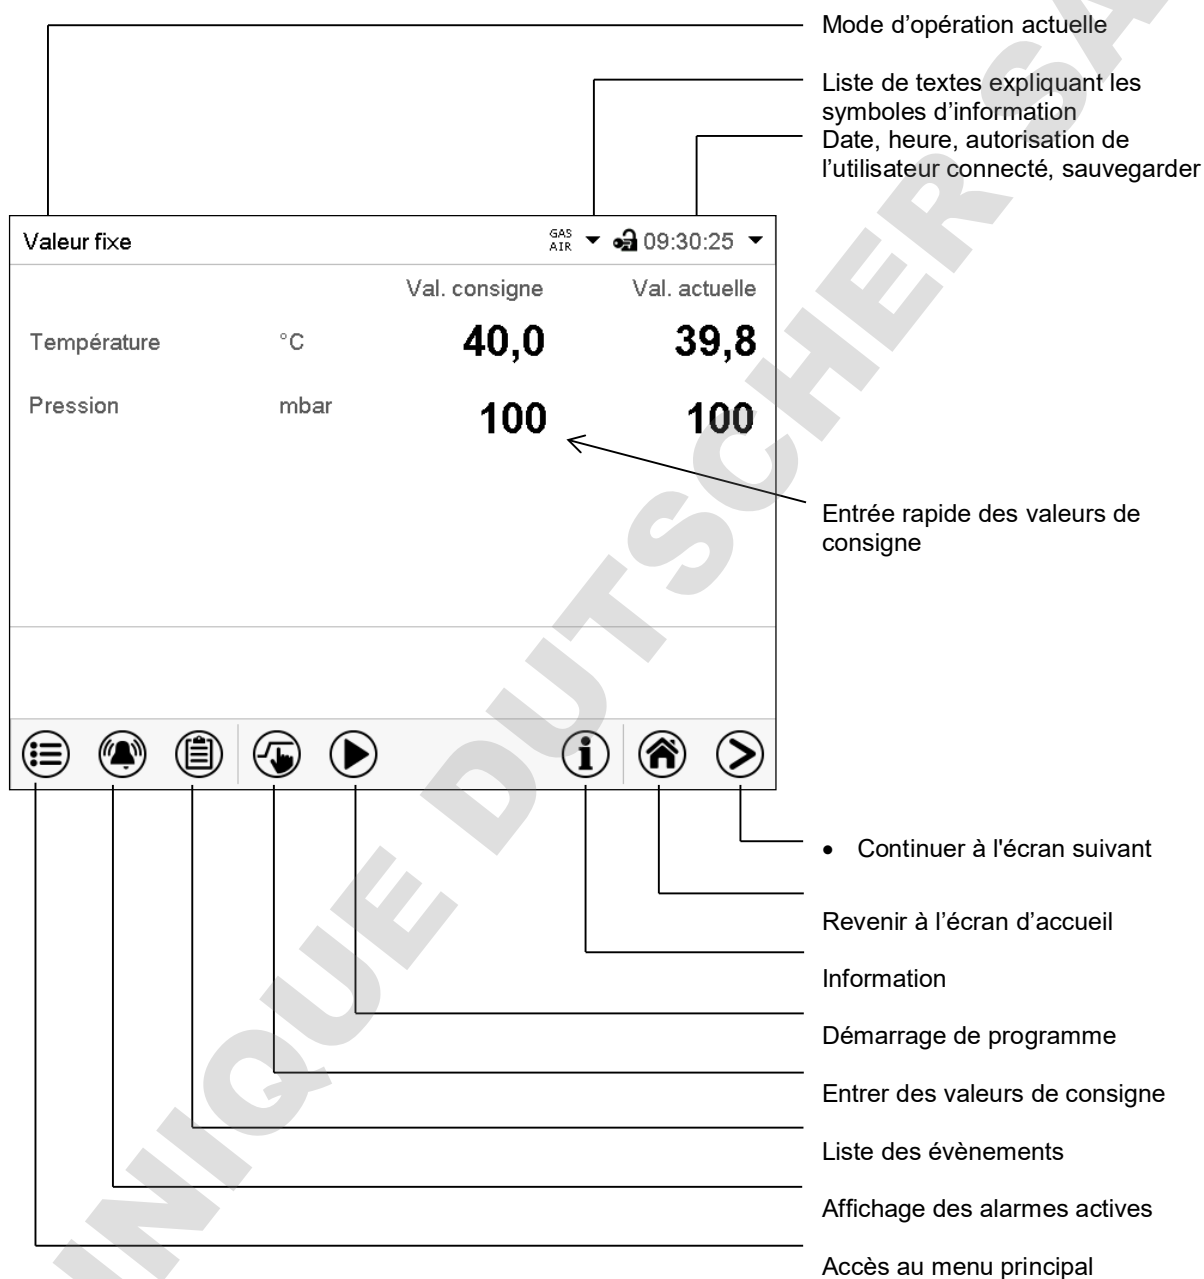 Mode d’opération actuelle
Liste de textes expliquant les
symboles d’information
Date, heure, autorisation de
l’utilisateur connecté, sauvegarder
Valeur fixe
GAS
AIR
09:30:25
Val. consigne Val. actuelle
Température °C 40,0 39,8
Pression mbar 100 100
Entrée rapide des valeurs de
consigne
• Continuer à l'écran suivant
Revenir à l’écran d’accueil
Information
Démarrage de programme
Entrer des valeurs de consigne
Liste des évènements
Affichage des alarmes actives
Accès au menu principal
NIQUE DUTSCHER SA